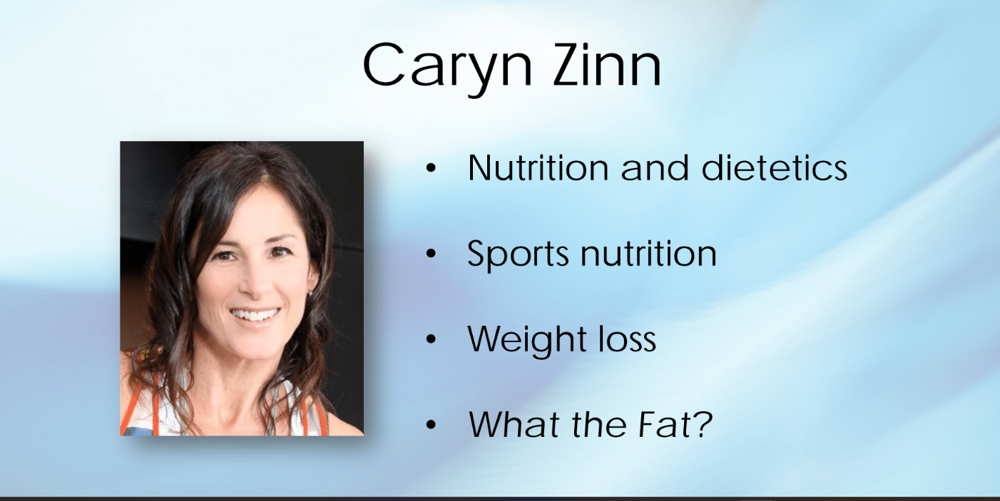 Caryn Zinn
• Nutrition and dietetics
• Sports nutrition
• Weight loss
• What the Fat?